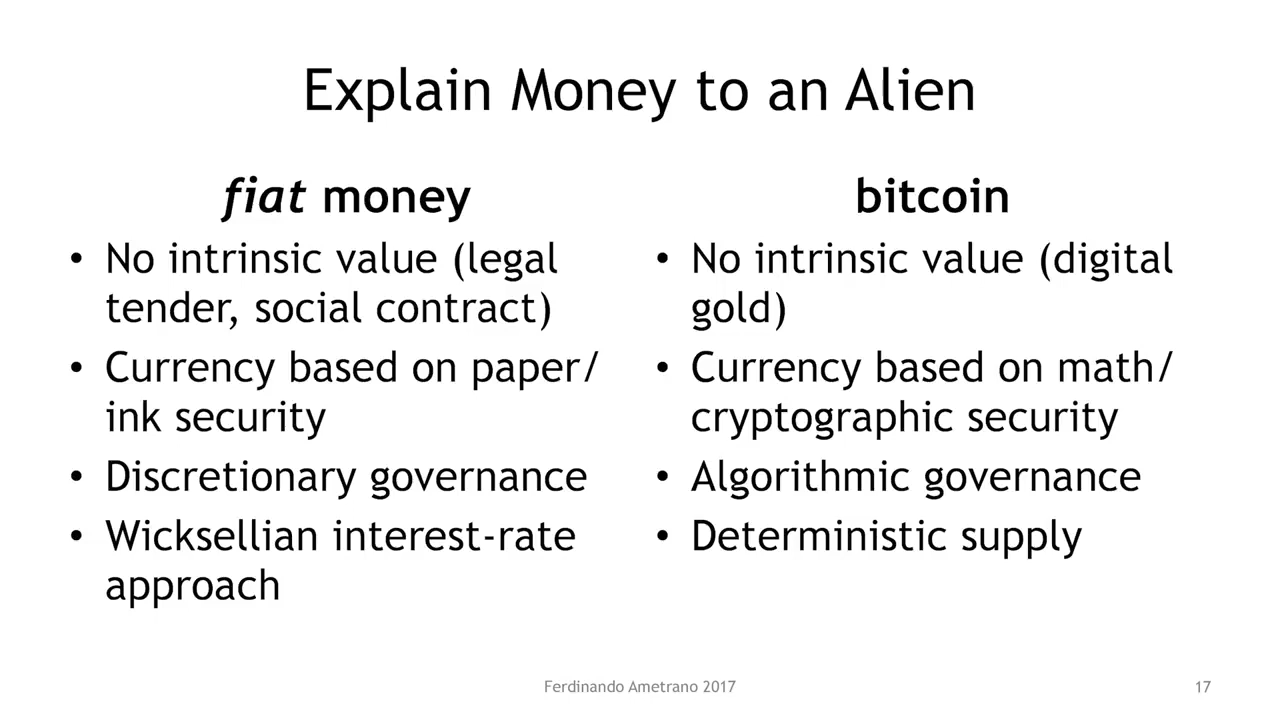 Explain Money to an Alien
fiat money
• No intrinsic value (legal
tender, social contract)
• Currency based on paper/
ink security
• Discretionary governance
• Wicksellian interest-rate
approach
bitcoin
• No intrinsic value (digital
gold)
• Currency based on math/
cryptographic security
• Algorithmic governance
• Deterministic supply
Ferdinando Ametrano 2017
17